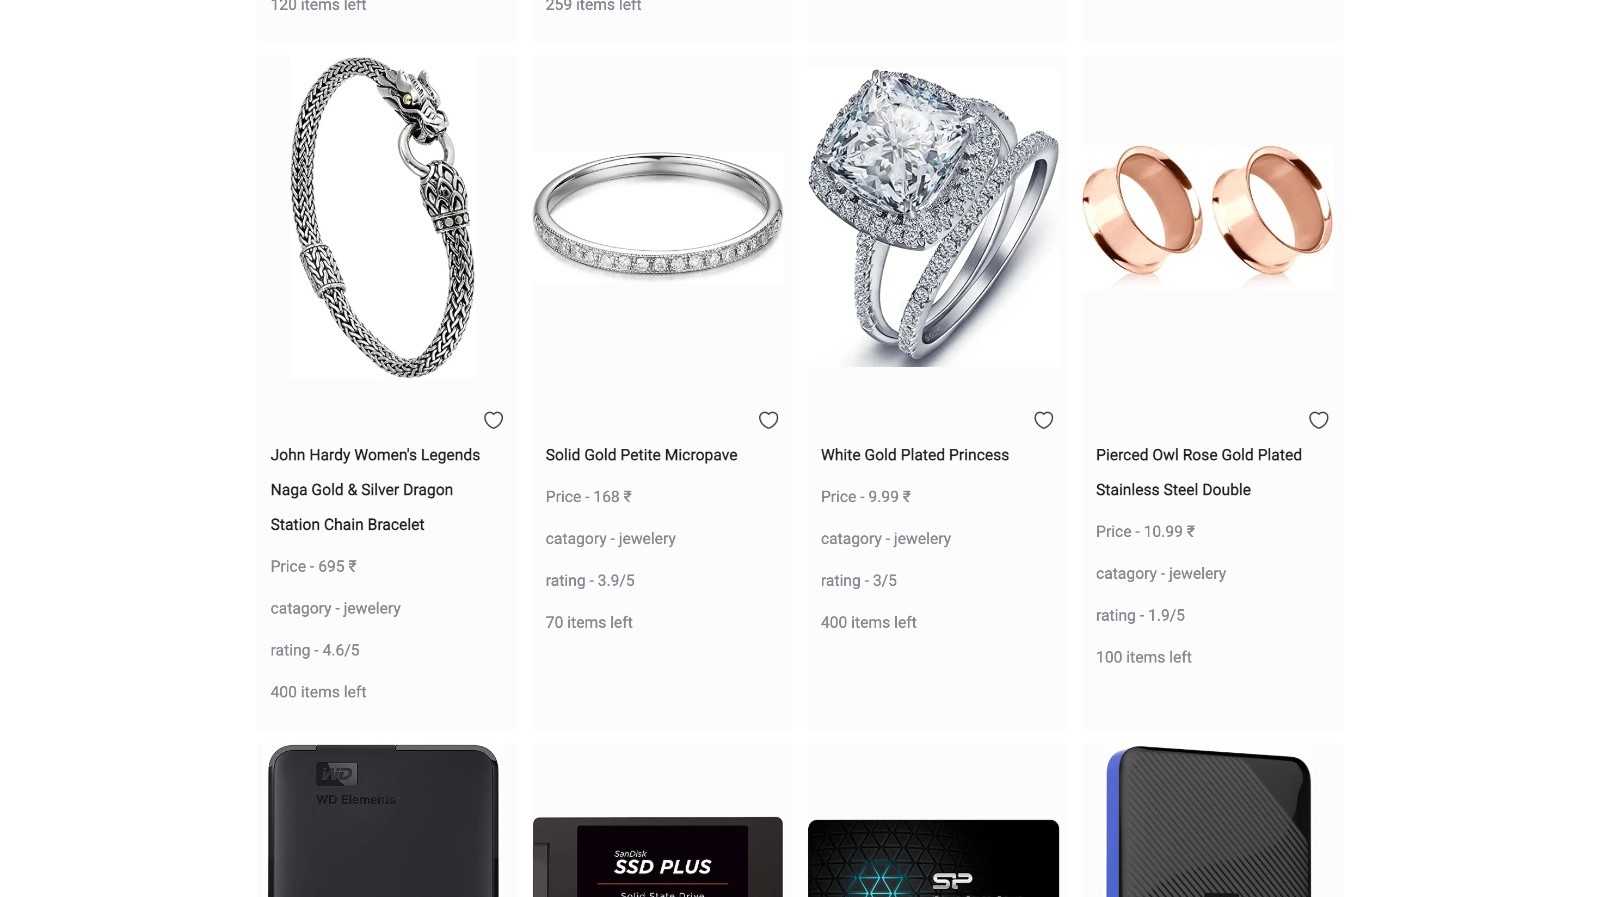 120 items left
259 items left
John Hardy Women's Legends
Naga Gold & Silver Dragon
Station Chain Bracelet
Price - 695 ₹
catagory - jewelery
rating - 4.6/5
400 items left
Solid Gold Petite Micropave
Price - 168 ₹
catagory - jewelery
rating - 3.9/5
70 items left
White Gold Plated Princess
Price - 9.99 ₹
catagory - jewelery
rating - 3/5
400 items left
Pierced Owl Rose Gold Plated
Stainless Steel Double
Price - 10.99 ₹
catagory - jewelery
rating - 1.9/5
100 items left
WD
WD Elements
SanDisk
SSD PLUS
Solid State Drive
SP